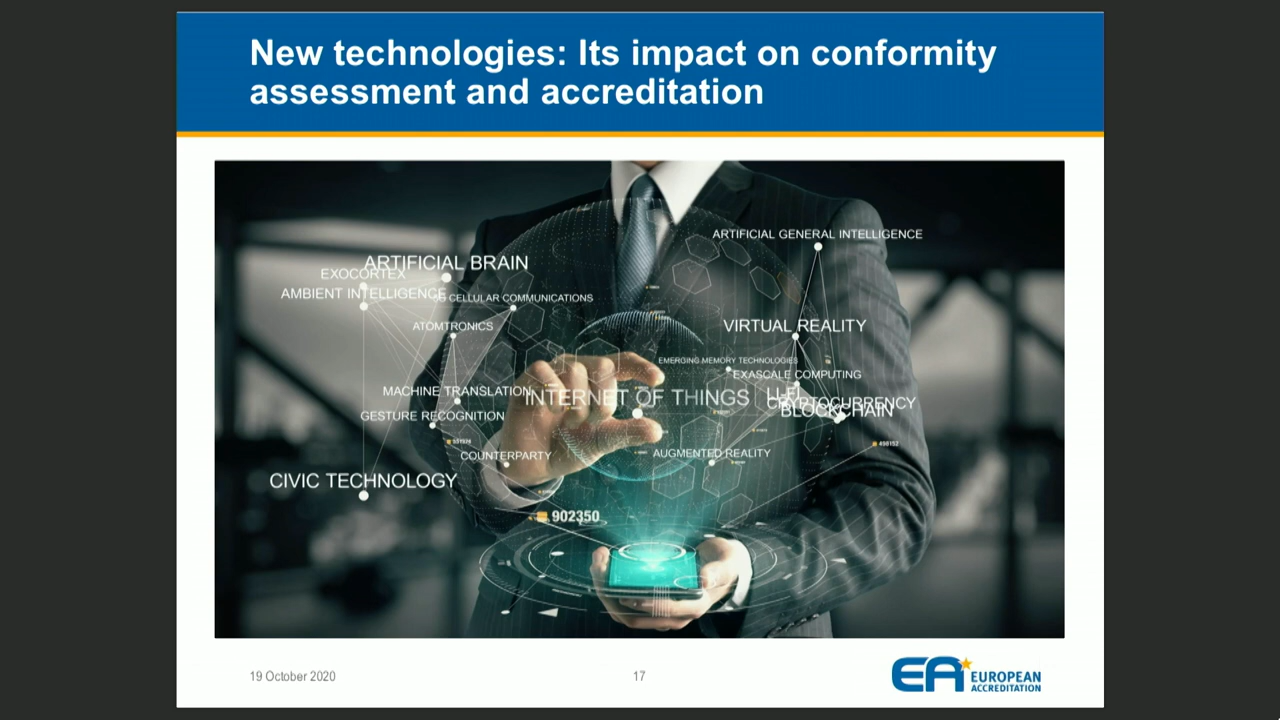 New technologies: Its impact on conformity
assessment and accreditation
ARTIFICIAL GENERAL INTELLIGENCE
ARTIFICIAL BRAIN
EXOCORTEX
AMBIENT INTELLIGENCE
CELLULAR COMMUNICATIONS
ATOMTRONICS
VIRTUAL REALITY
EMERGING MEMORY TECHNOLOGIES
EXASCALE COMPUTING
MACHINE TRANSLATION
INTERNET OF THINGS
CRYPTOCURRENCY
BLOCKCHAIN
GESTURE RECOGNITION
COUNTERPARTY
AUGMENTED REALITY
CIVIC TECHNOLOGY
902350
19 October 2020
17
EA EUROPEAN
ACCREDITATION